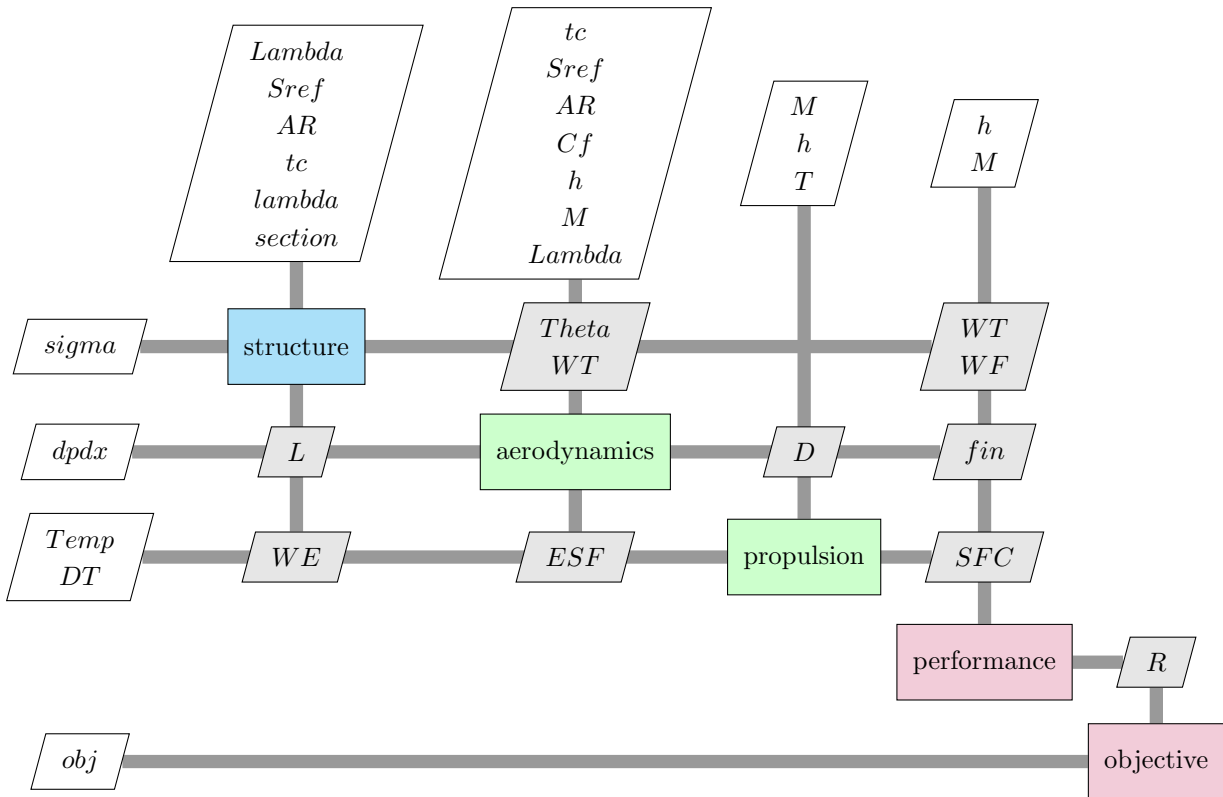 Lambda
Sref
AR
tc
lambda
section
tc
Sref
AR
Cf
h
M
Lambda
M
h
T
h
M
sigma
structure
Theta
WT
WT
WF
dpdx
L
aerodynamics
D
fin
Temp
DT
WE
ESF
propulsion
SFC
performance
R
obj
objective